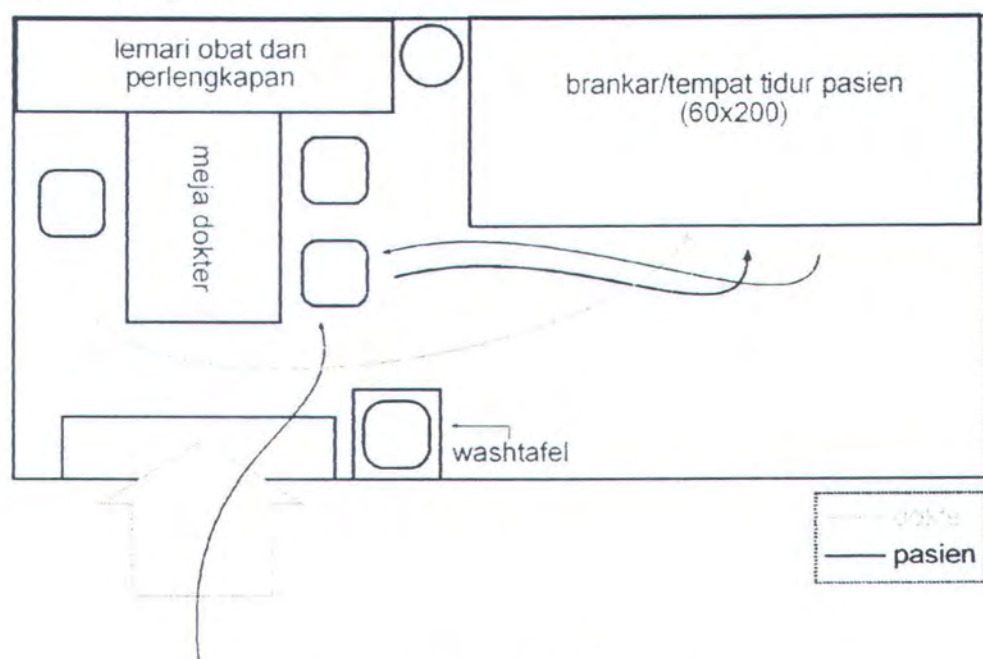 lemari obat dan
perlengkapan
brankar/tempat tidur pasien
(60x200)
meja dokter
washtafel
pasien